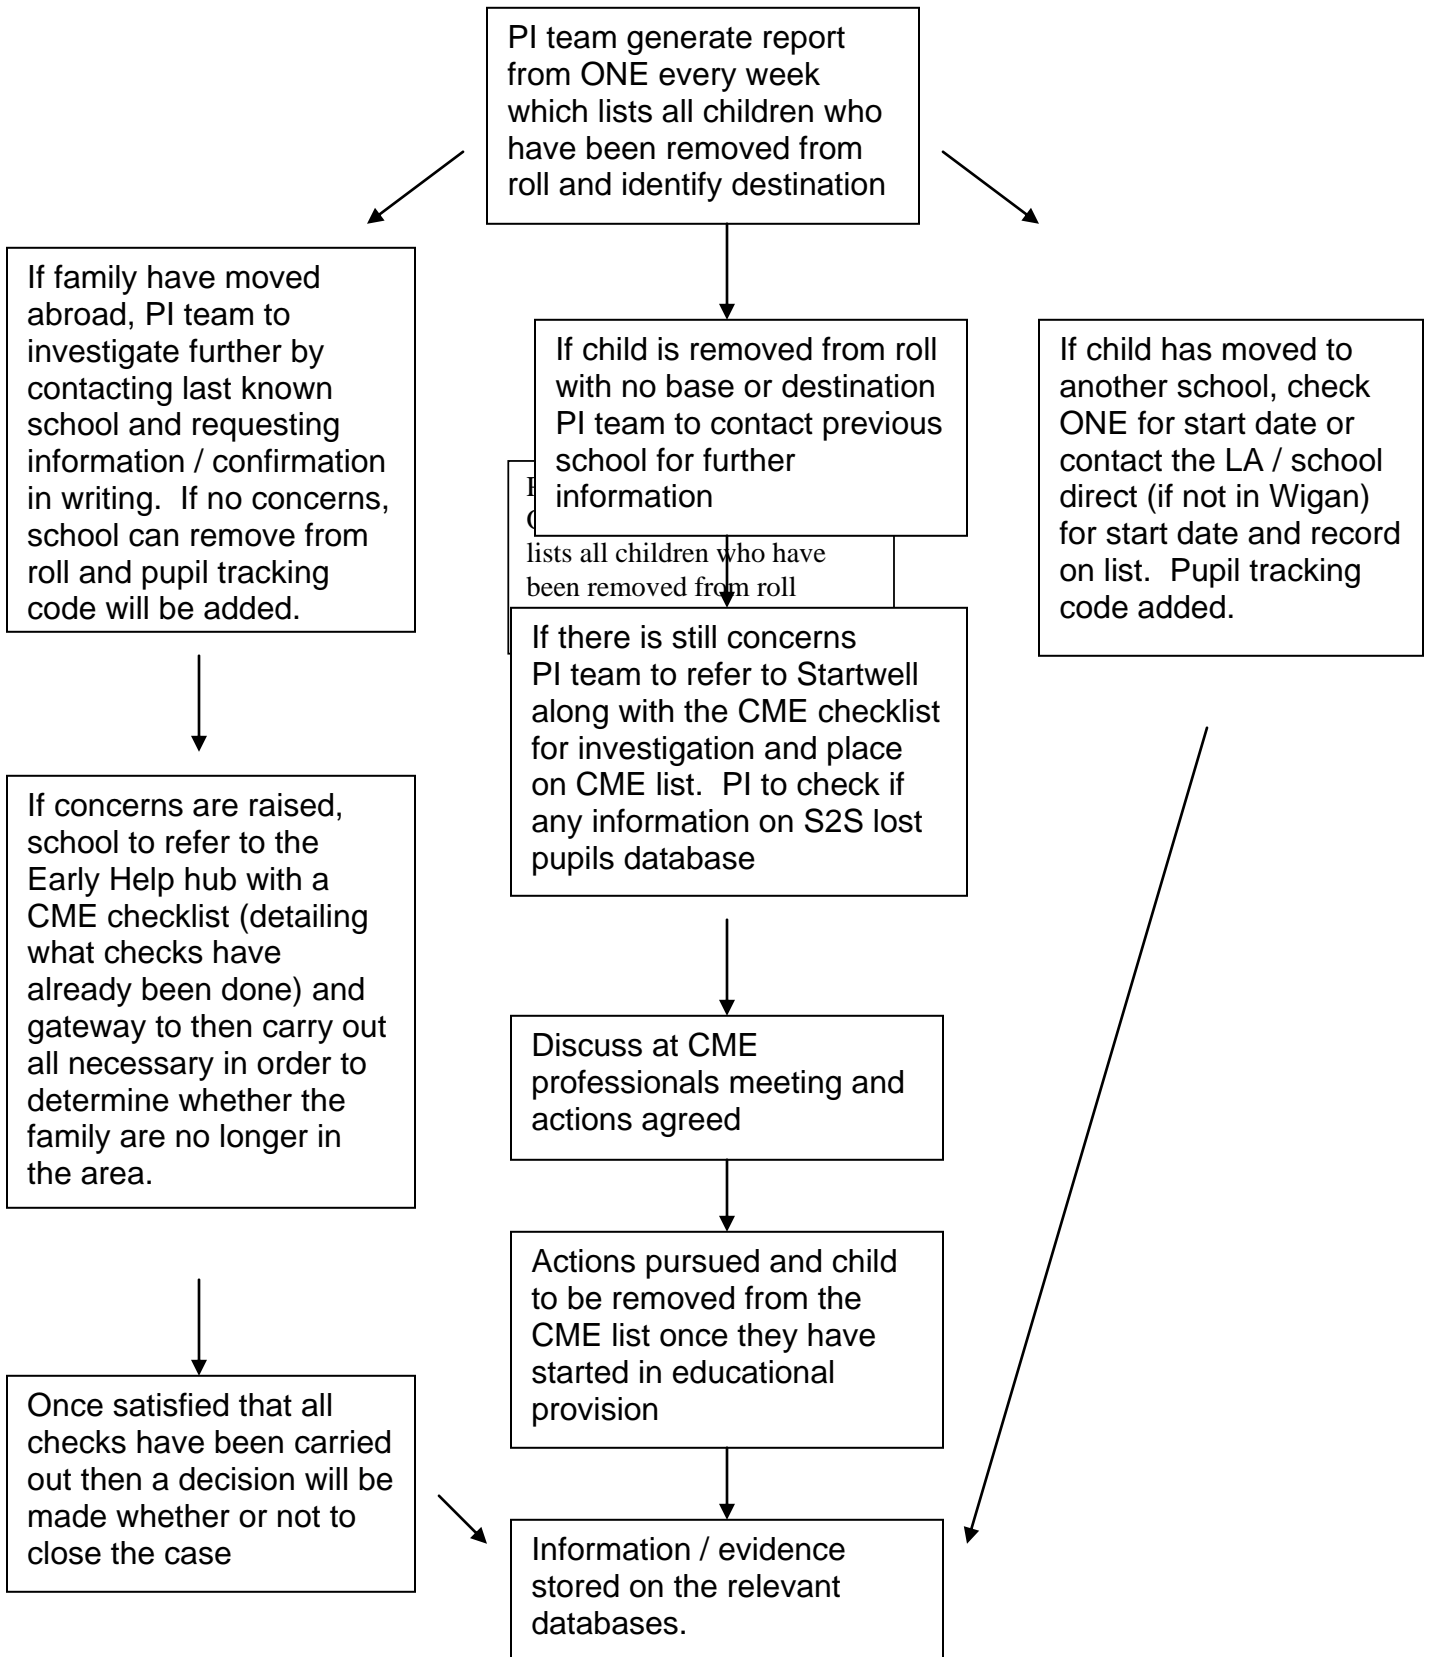 PI team generate report
from ONE every week
which lists all children who
have been removed from
roll and identify destination
If family have moved
abroad, PI team to
investigate further by
contacting last known
school and requesting
information / confirmation
in writing.  If no concerns,
school can remove from
roll and pupil tracking
code will be added.
If child is removed from roll
with no base or destination
PI team to contact previous
school for further
information
If child has moved to
another school, check
ONE for start date or
contact the LA / school
direct (if not in Wigan)
for start date and record
on list.  Pupil tracking
code added.
lists all children who have
been removed from roll
If there is still concerns
PI team to refer to Startwell
along with the CME checklist
for investigation and place
on CME list.  PI to check if
any information on S2S lost
pupils database
If concerns are raised,
school to refer to the
Early Help hub with a
CME checklist (detailing
what checks have
already been done) and
gateway to then carry out
all necessary in order to
determine whether the
family are no longer in
the area.
Discuss at CME
professionals meeting and
actions agreed
Actions pursued and child
to be removed from the
CME list once they have
started in educational
provision
Once satisfied that all
checks have been carried
out then a decision will be
made whether or not to
close the case
Information / evidence
stored on the relevant
databases.